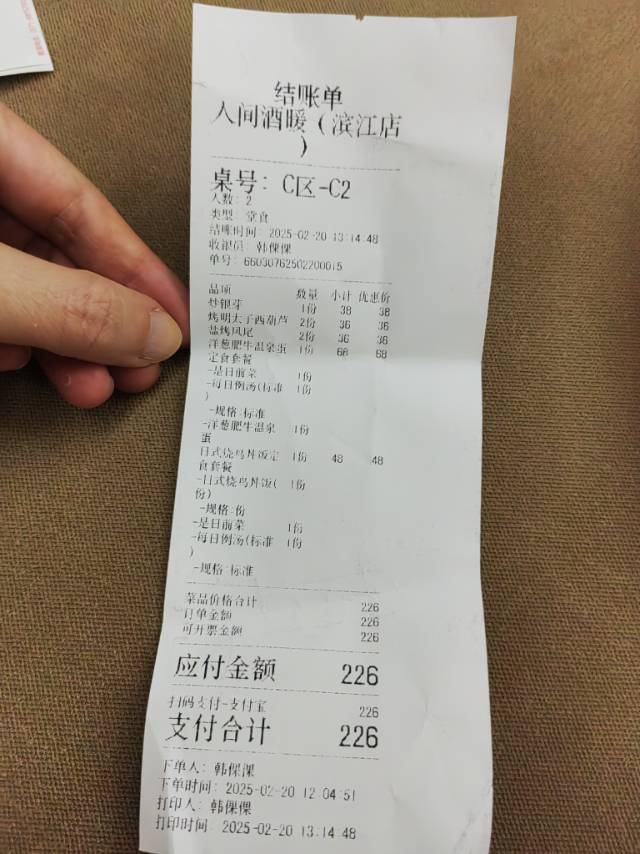 结账单
人间酒暖（滨江店
）
桌号：C区-C2
人数：2
类型：堂食
结账时间：2025-02-20 13:14:48
收银员：韩倮倮
单号：66030762502200015
品项 数量 小计 优惠价
炒银芽 1份 38 38
烤明太子西葫芦 2份 36 36
盐烤凤尾 2份 36 36
洋葱肥牛温泉蛋 1份 68 68
定食套餐
-是日前菜 1份
-每日例汤(标准 1份
)
-规格:标准
-洋葱肥牛温泉 1份
蛋
日式烧鸟丼饭定 1份 48 48
食套餐
-日式烧鸟丼饭( 1份
份)
-规格:份
-是日前菜 1份
-每日例汤(标准 1份
)
-规格:标准
菜品价格合计 226
订单金额 226
可开票金额 226
应付金额 226
扫码支付-支付宝 226
支付合计 226
下单人：韩倮倮
下单时间：2025-02-20 12:04:51
打印人：韩倮倮
打印时间：2025-02-20 13:14:48